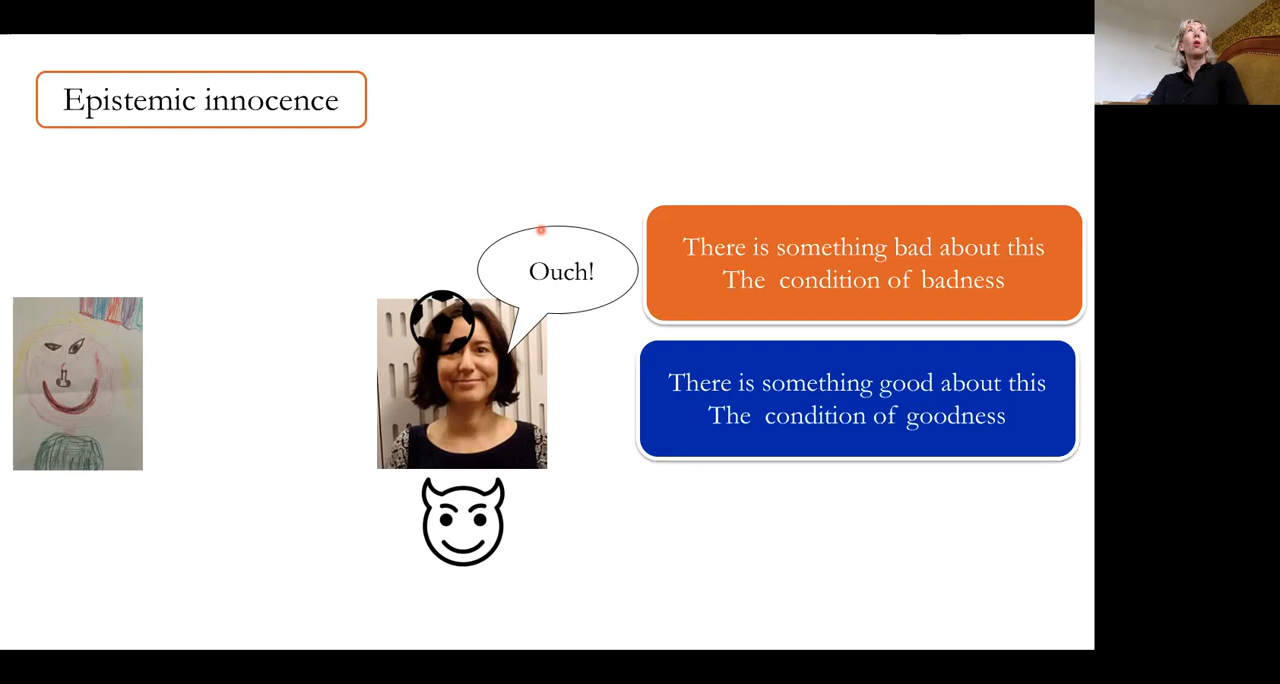 Epistemic innocence
Ouch!
There is something bad about this
The condition of badness
There is something good about this
The condition of goodness